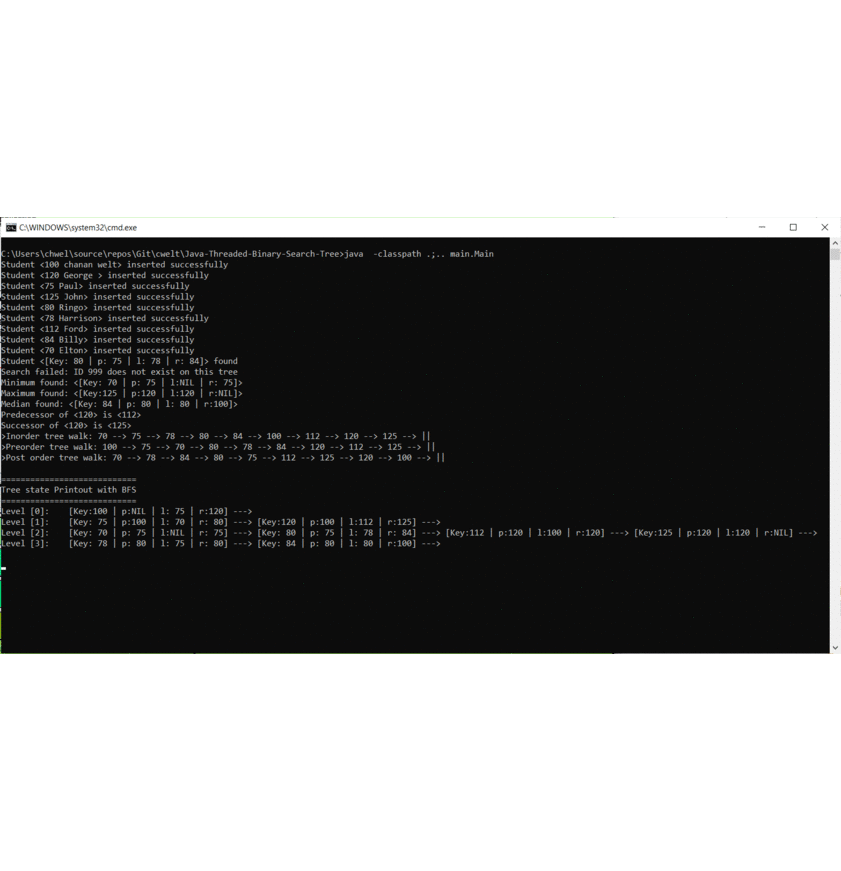 C:\WINDOWS\system32\cmd.exe
C:\Users\chwel\source\repos\Git\cwelt\Java-Threaded-Binary-Search-Tree>java  -classpath .;.. main.Main
Student <100 chanan welt> inserted successfully
Student <120 George > inserted successfully
Student <75 Paul> inserted successfully
Student <125 John> inserted successfully
Student <80 Ringo> inserted successfully
Student <78 Harrison> inserted successfully
Student <112 Ford> inserted successfully
Student <84 Billy> inserted successfully
Student <70 Elton> inserted successfully
Student <[Key: 80 | p: 75 | l: 78 | r: 84]> found
Search failed: ID 999 does not exist on this tree
Minimum found: <[Key: 70 | p: 75 | l:NIL | r: 75]>
Maximum found: <[Key:125 | p:120 | l:120 | r:NIL]>
Median found: <[Key: 84 | p: 80 | l: 80 | r:100]>
Predecessor of <120> is <112>
Successor of <120> is <125>
>Inorder tree walk: 70 --> 75 --> 78 --> 80 --> 84 --> 100 --> 112 --> 120 --> 125 --> ||
>Preorder tree walk: 100 --> 75 --> 70 --> 80 --> 78 --> 84 --> 120 --> 112 --> 125 --> ||
>Post order tree walk: 70 --> 78 --> 84 --> 80 --> 75 --> 112 --> 125 --> 120 --> 100 --> ||
============================
Tree state Printout with BFS
============================
Level [0]:    [Key:100 | p:NIL | l: 75 | r:120] --->
Level [1]:    [Key: 75 | p:100 | l: 70 | r: 80] ---> [Key:120 | p:100 | l:112 | r:125] --->
Level [2]:    [Key: 70 | p: 75 | l:NIL | r: 75] ---> [Key: 80 | p: 75 | l: 78 | r: 84] ---> [Key:112 | p:120 | l:100 | r:120] ---> [Key:125 | p:120 | l:120 | r:NIL] --->
Level [3]:    [Key: 78 | p: 80 | l: 75 | r: 80] ---> [Key: 84 | p: 80 | l: 80 | r:100] --->